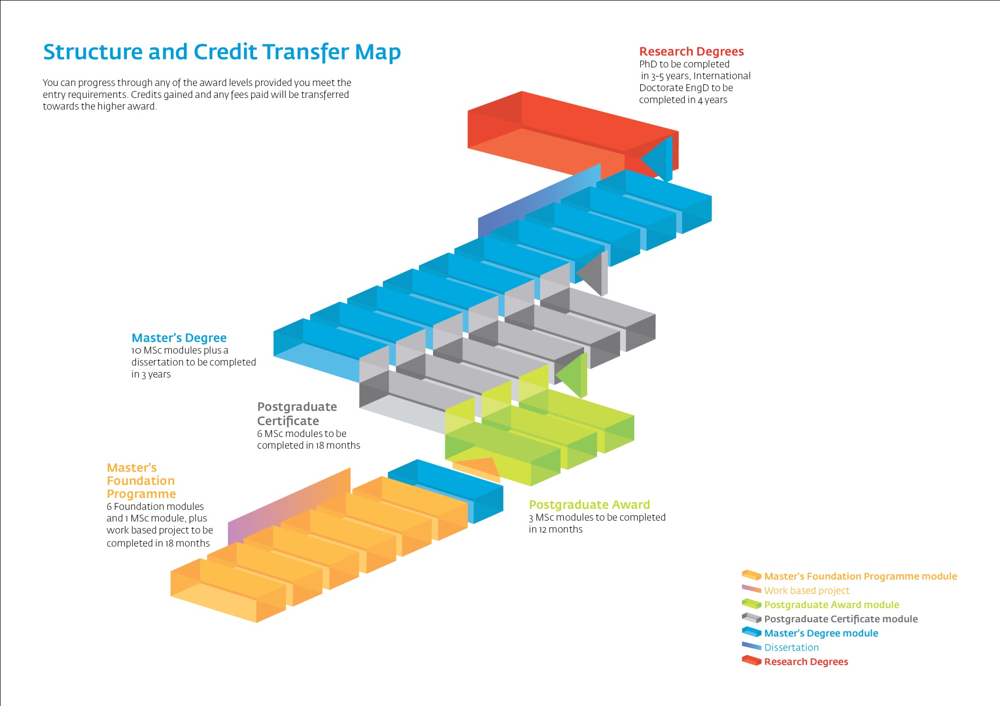 Structure and Credit Transfer Map
You can progress through any of the award levels provided you meet the
entry requirements. Credits gained and any fees paid will be transferred
towards the higher award.
Research Degrees
PhD to be completed
in 3-5 years, International
Doctorate EngD to be
completed in 4 years
Master's Degree
10 MSc modules plus a
dissertation to be completed
in 3 years
Postgraduate
Certificate
6 MSc modules to be
completed in 18 months
Master's
Foundation
Programme
6 Foundation modules
and 1 MSc module, plus
work based project to be
completed in 18 months
Postgraduate Award
3 MSc modules to be completed
in 12 months
Master's Foundation Programme module
Work based project
Postgraduate Award module
Postgraduate Certificate module
Master's Degree module
Dissertation
Research Degrees